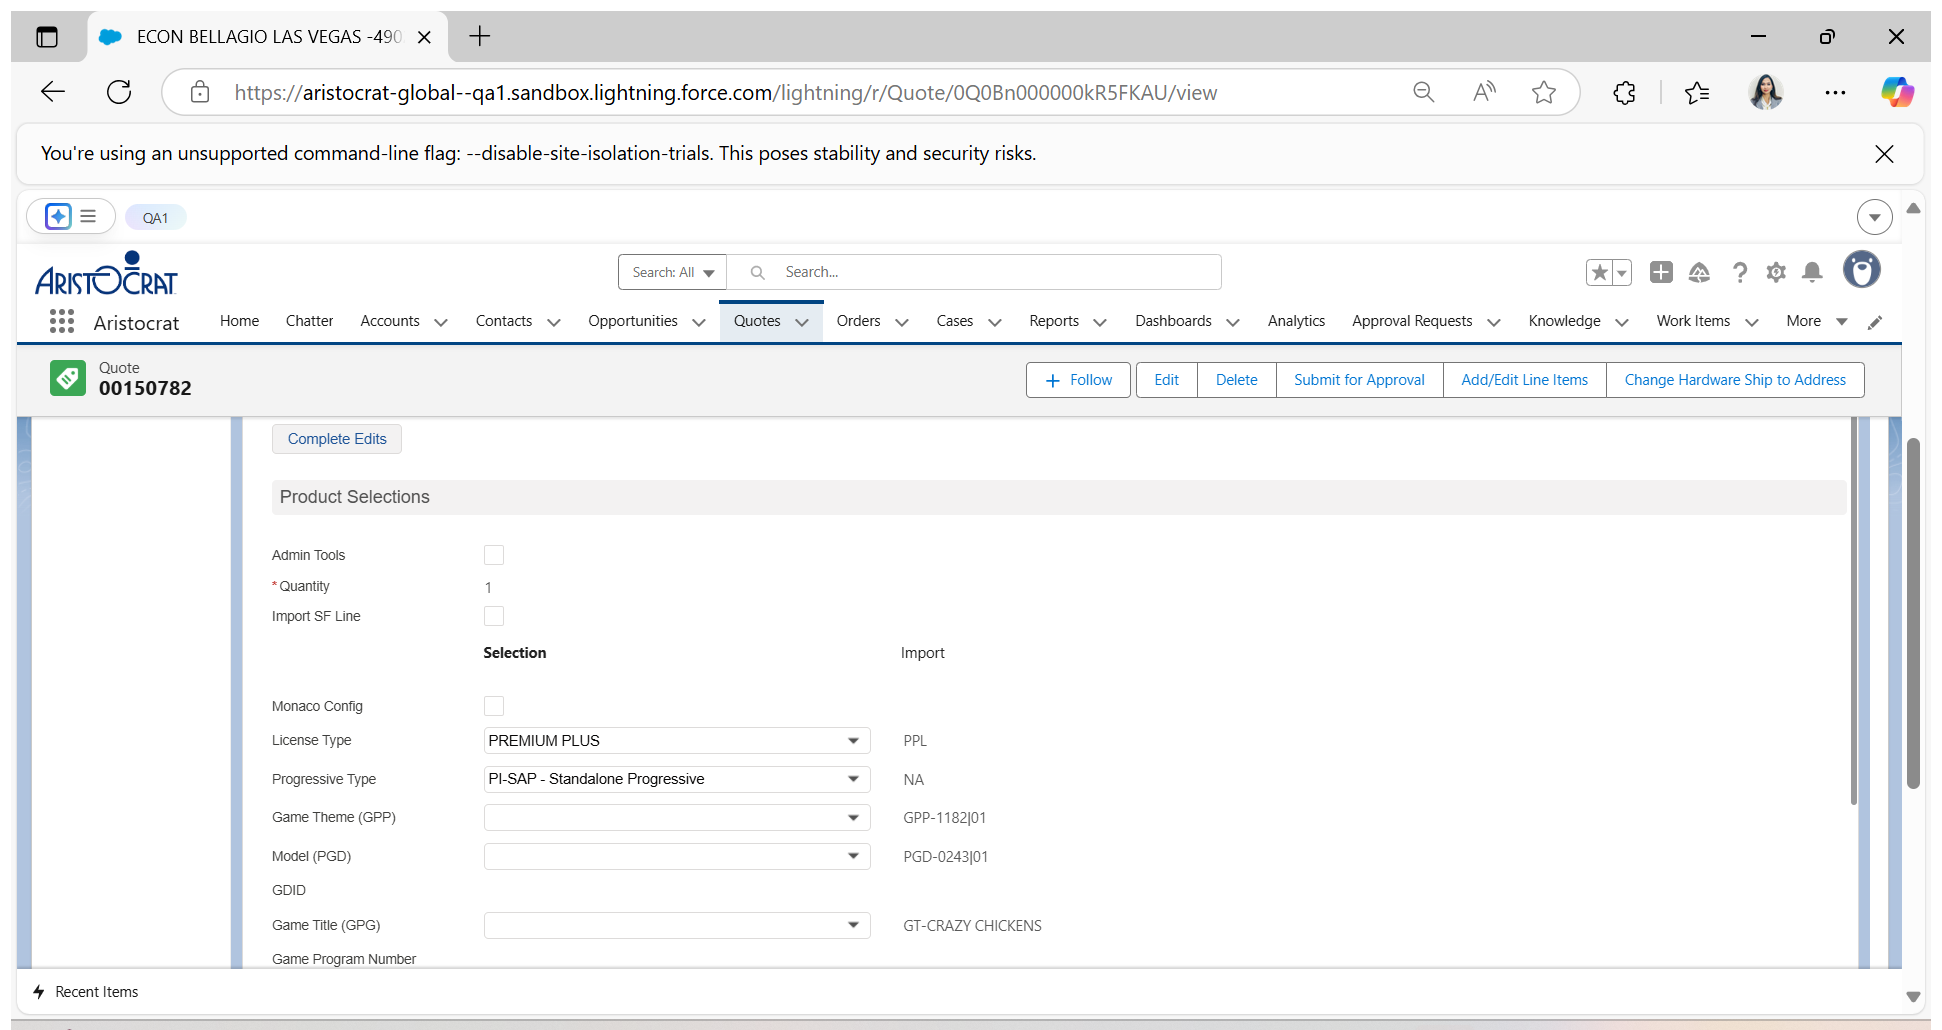 ECON BELLAGIO LAS VEGAS -490
https://aristocrat-global--qa1.sandbox.lightning.force.com/lightning/r/Quote/0Q0Bn000000kR5FKAU/view
You're using an unsupported command-line flag: --disable-site-isolation-trials. This poses stability and security risks.
QA1
ARISTOCRAT
Search: All
Search...
Aristocrat
Home Chatter Accounts Contacts Opportunities Quotes Orders Cases Reports Dashboards Analytics Approval Requests Knowledge Work Items More
Quote
00150782
Follow Edit Delete Submit for Approval Add/Edit Line Items Change Hardware Ship to Address
Complete Edits
Product Selections
Admin Tools
*Quantity 1
Import SF Line
Selection Import
Monaco Config
License Type PREMIUM PLUS PPL
Progressive Type PI-SAP - Standalone Progressive NA
Game Theme (GPP) GPP-1182|01
Model (PGD) PGD-0243|01
GDID
Game Title (GPG) GT-CRAZY CHICKENS
Game Program Number
Recent Items